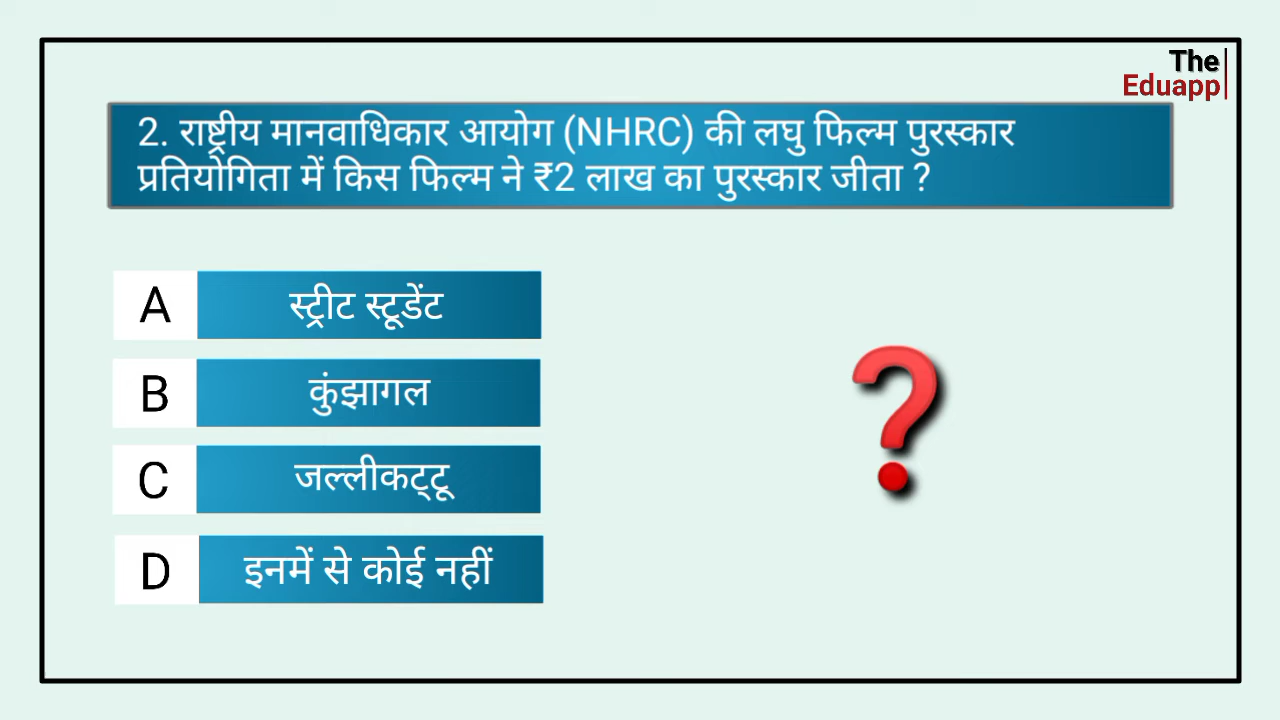 The
Eduapp
2. राष्ट्रीय मानवाधिकार आयोग (NHRC) की लघु फिल्म पुरस्कार
प्रतियोगिता में किस फिल्म ने ₹2 लाख का पुरस्कार जीता ?
A स्ट्रीट स्टूडेंट
B कुंझागल
C जल्लीकट्टू
D इनमें से कोई नहीं